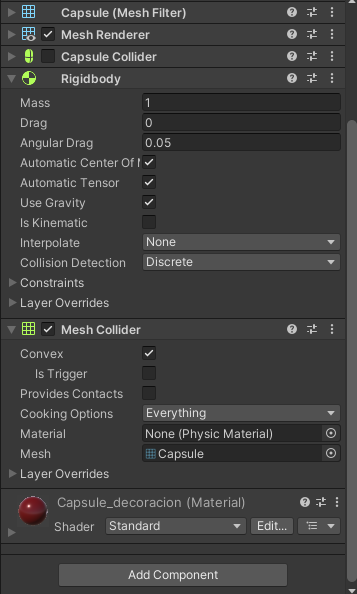 Capsule (Mesh Filter)
Mesh Renderer
Capsule Collider
Rigidbody
Mass 1
Drag 0
Angular Drag 0.05
Automatic Center Of M
Automatic Tensor
Use Gravity
Is Kinematic
Interpolate None
Collision Detection Discrete
Constraints
Layer Overrides
Mesh Collider
Convex
Is Trigger
Provides Contacts
Cooking Options Everything
Material None (Physic Material)
Mesh Capsule
Layer Overrides
Capsule_decoracion (Material)
Shader Standard Edit...
Add Component